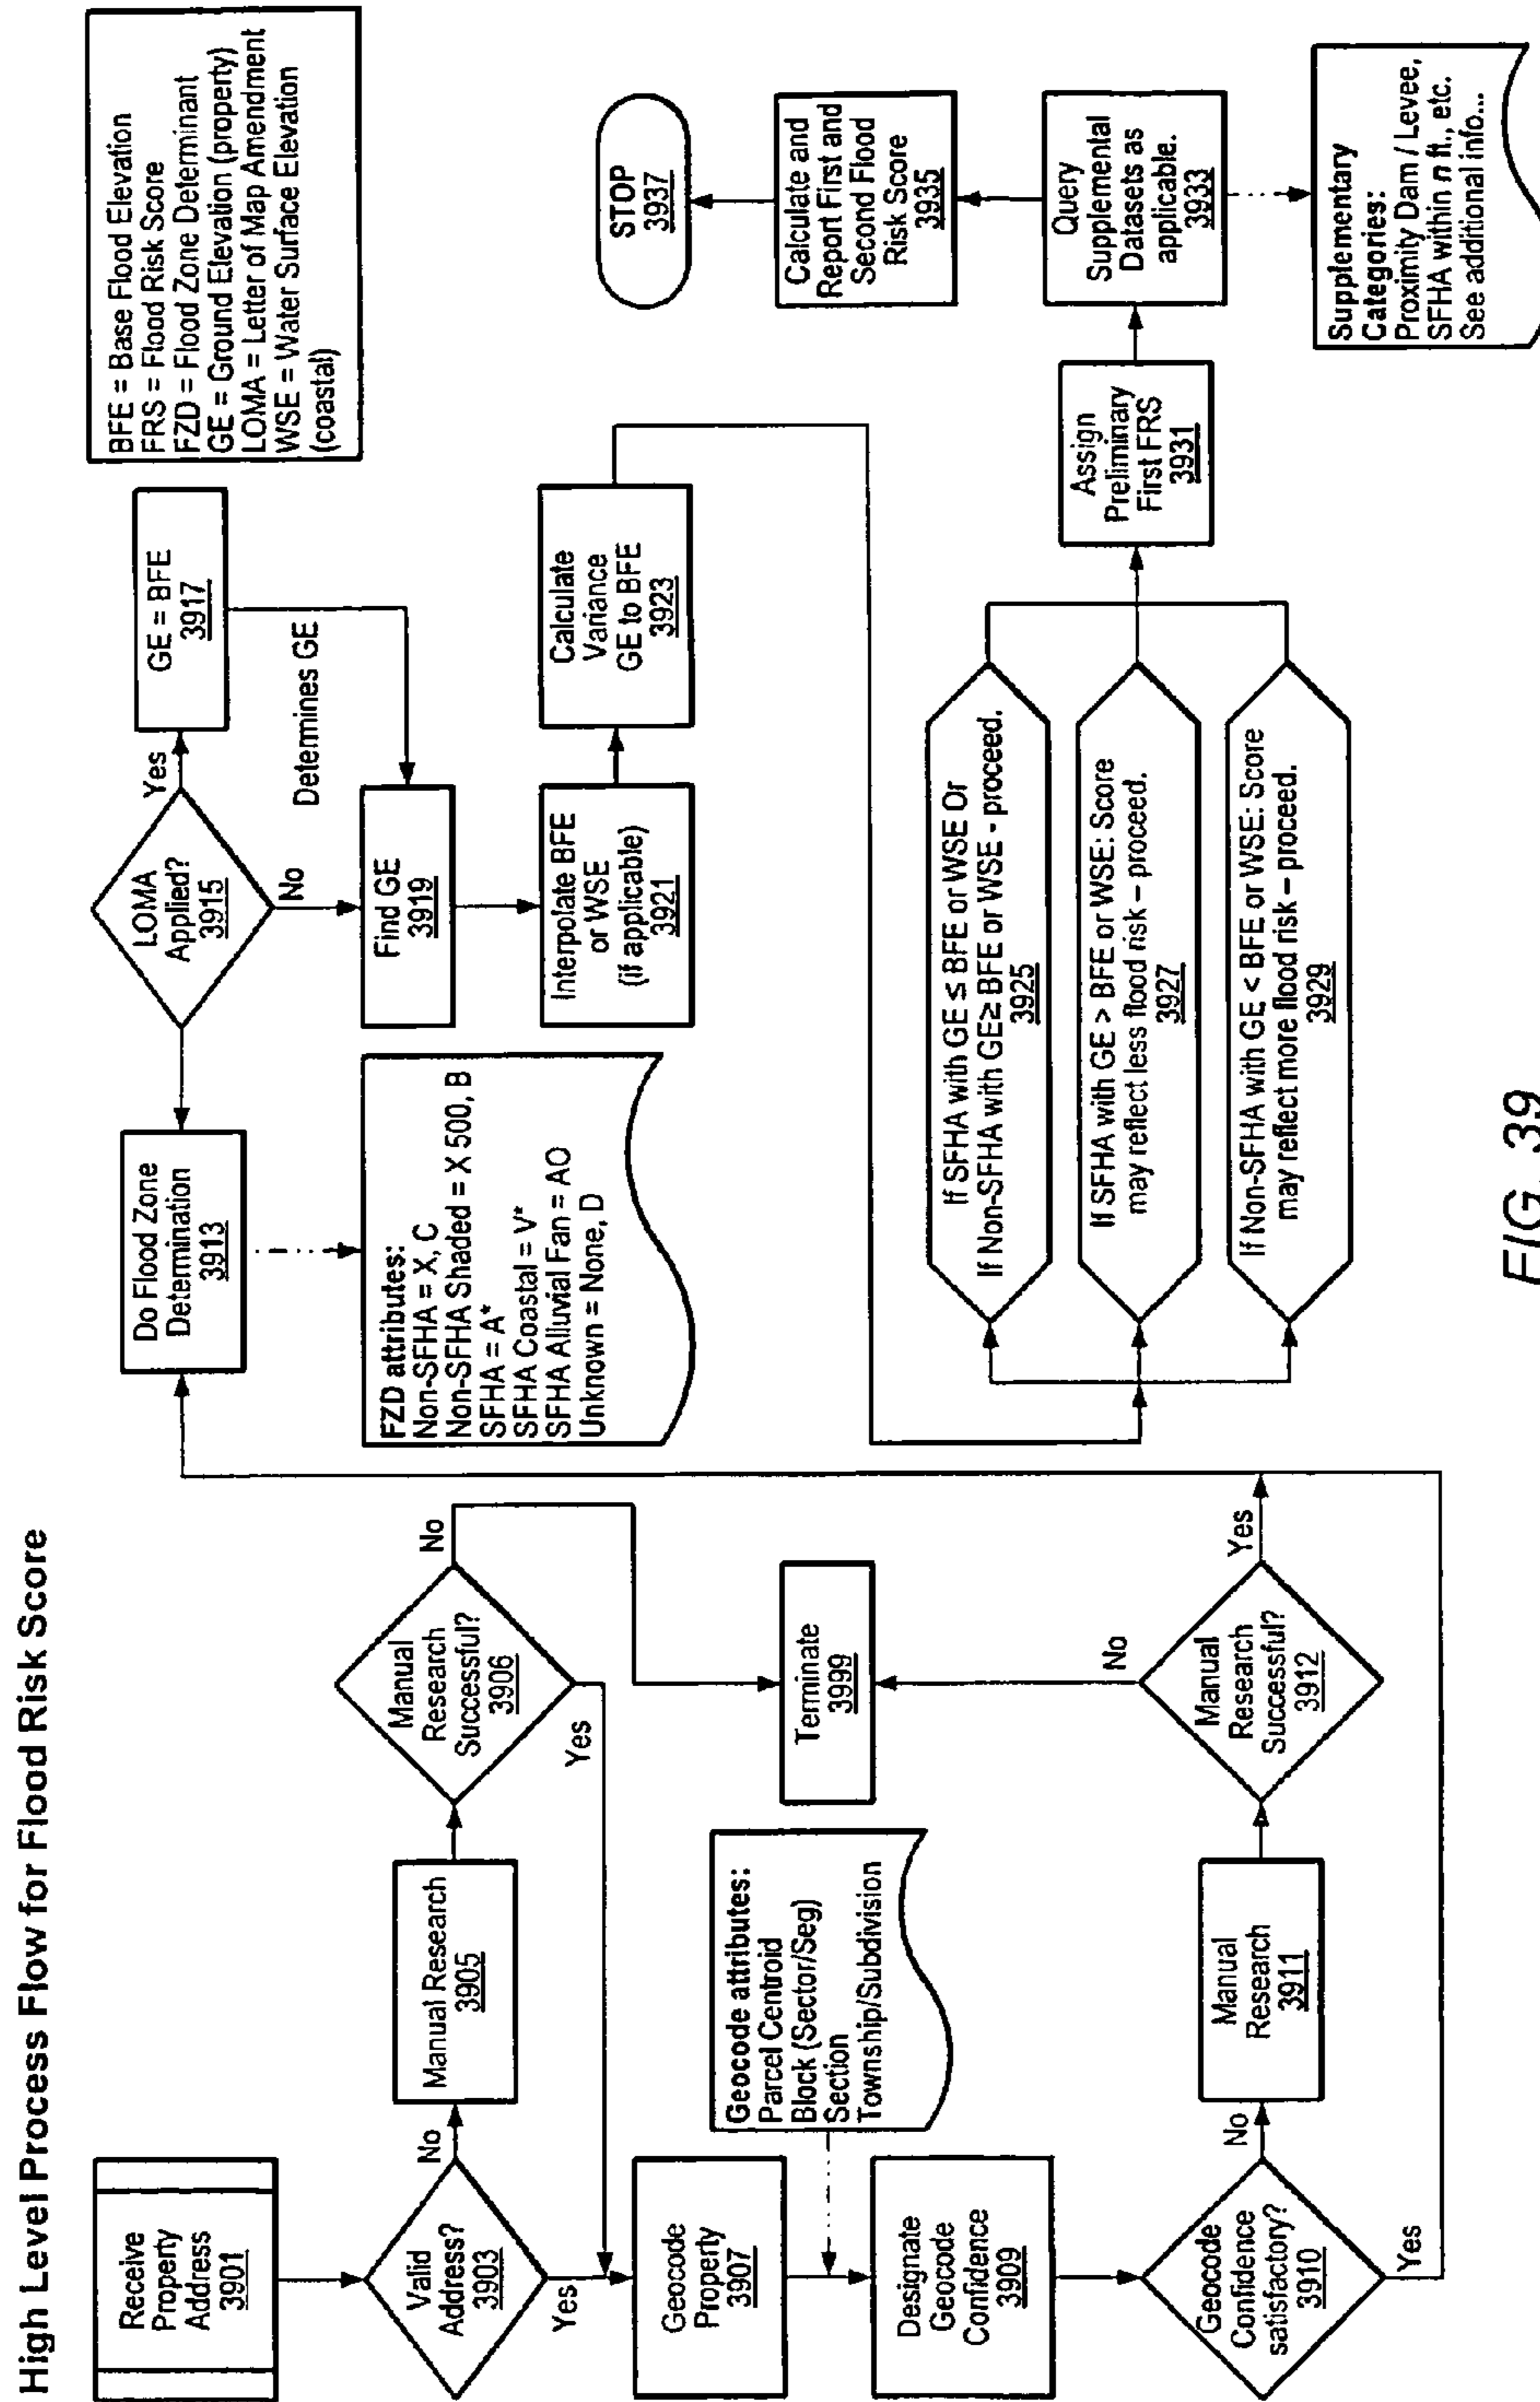 High Level Process Flow for Flood Risk Score
Receive
Property
Address
3901
Valid
Address?
3903
No
Yes
Manual Research
3905
Manual
Research
Successful?
3906
No
Yes
Geocode
Property
3907
Geocode attributes:
Parcel Centroid
Block (Sector/Seg)
Section
Township/Subdivision
Terminate
3999
Designate
Geocode
Confidence
3909
Geocode
Confidence
satisfactory?
3910
No
Yes
Manual
Research
3911
Manual
Research
Successful?
3912
No
Yes
Do Flood Zone
Determination
3913
FZD attributes:
Non-SFHA = X, C
Non-SFHA Shaded = X 500, B
SFHA = A*
SFHA Coastal = V*
SFHA Alluvial Fan = AO
Unknown = None, D
LOMA
Applied?
3915
Yes
No
GE = BFE
3917
Determines GE
Find GE
3919
Interpolate BFE
or WSE
(if applicable)
3921
Calculate
Variance
GE to BFE
3923
BFE = Base Flood Elevation
FRS = Flood Risk Score
FZD = Flood Zone Determinant
GE = Ground Elevation (property)
LOMA = Letter of Map Amendment
WSE = Water Surface Elevation
(coastal)
If SFHA with GE ≤ BFE or WSE Or
If Non-SFHA with GE≥ BFE or WSE - proceed.
3925
If SFHA with GE > BFE or WSE: Score
may reflect less flood risk – proceed.
3927
If Non-SFHA with GE < BFE or WSE: Score
may reflect more flood risk – proceed.
3929
Assign
Preliminary
First FRS
3931
Query
Supplemental
Datasets as
applicable.
3933
Supplementary
Categories:
Proximity Dam / Levee,
SFHA within n ft., etc.
See additional info...
Calculate and
Report First and
Second Flood
Risk Score
3935
STOP
3937
FIG. 39